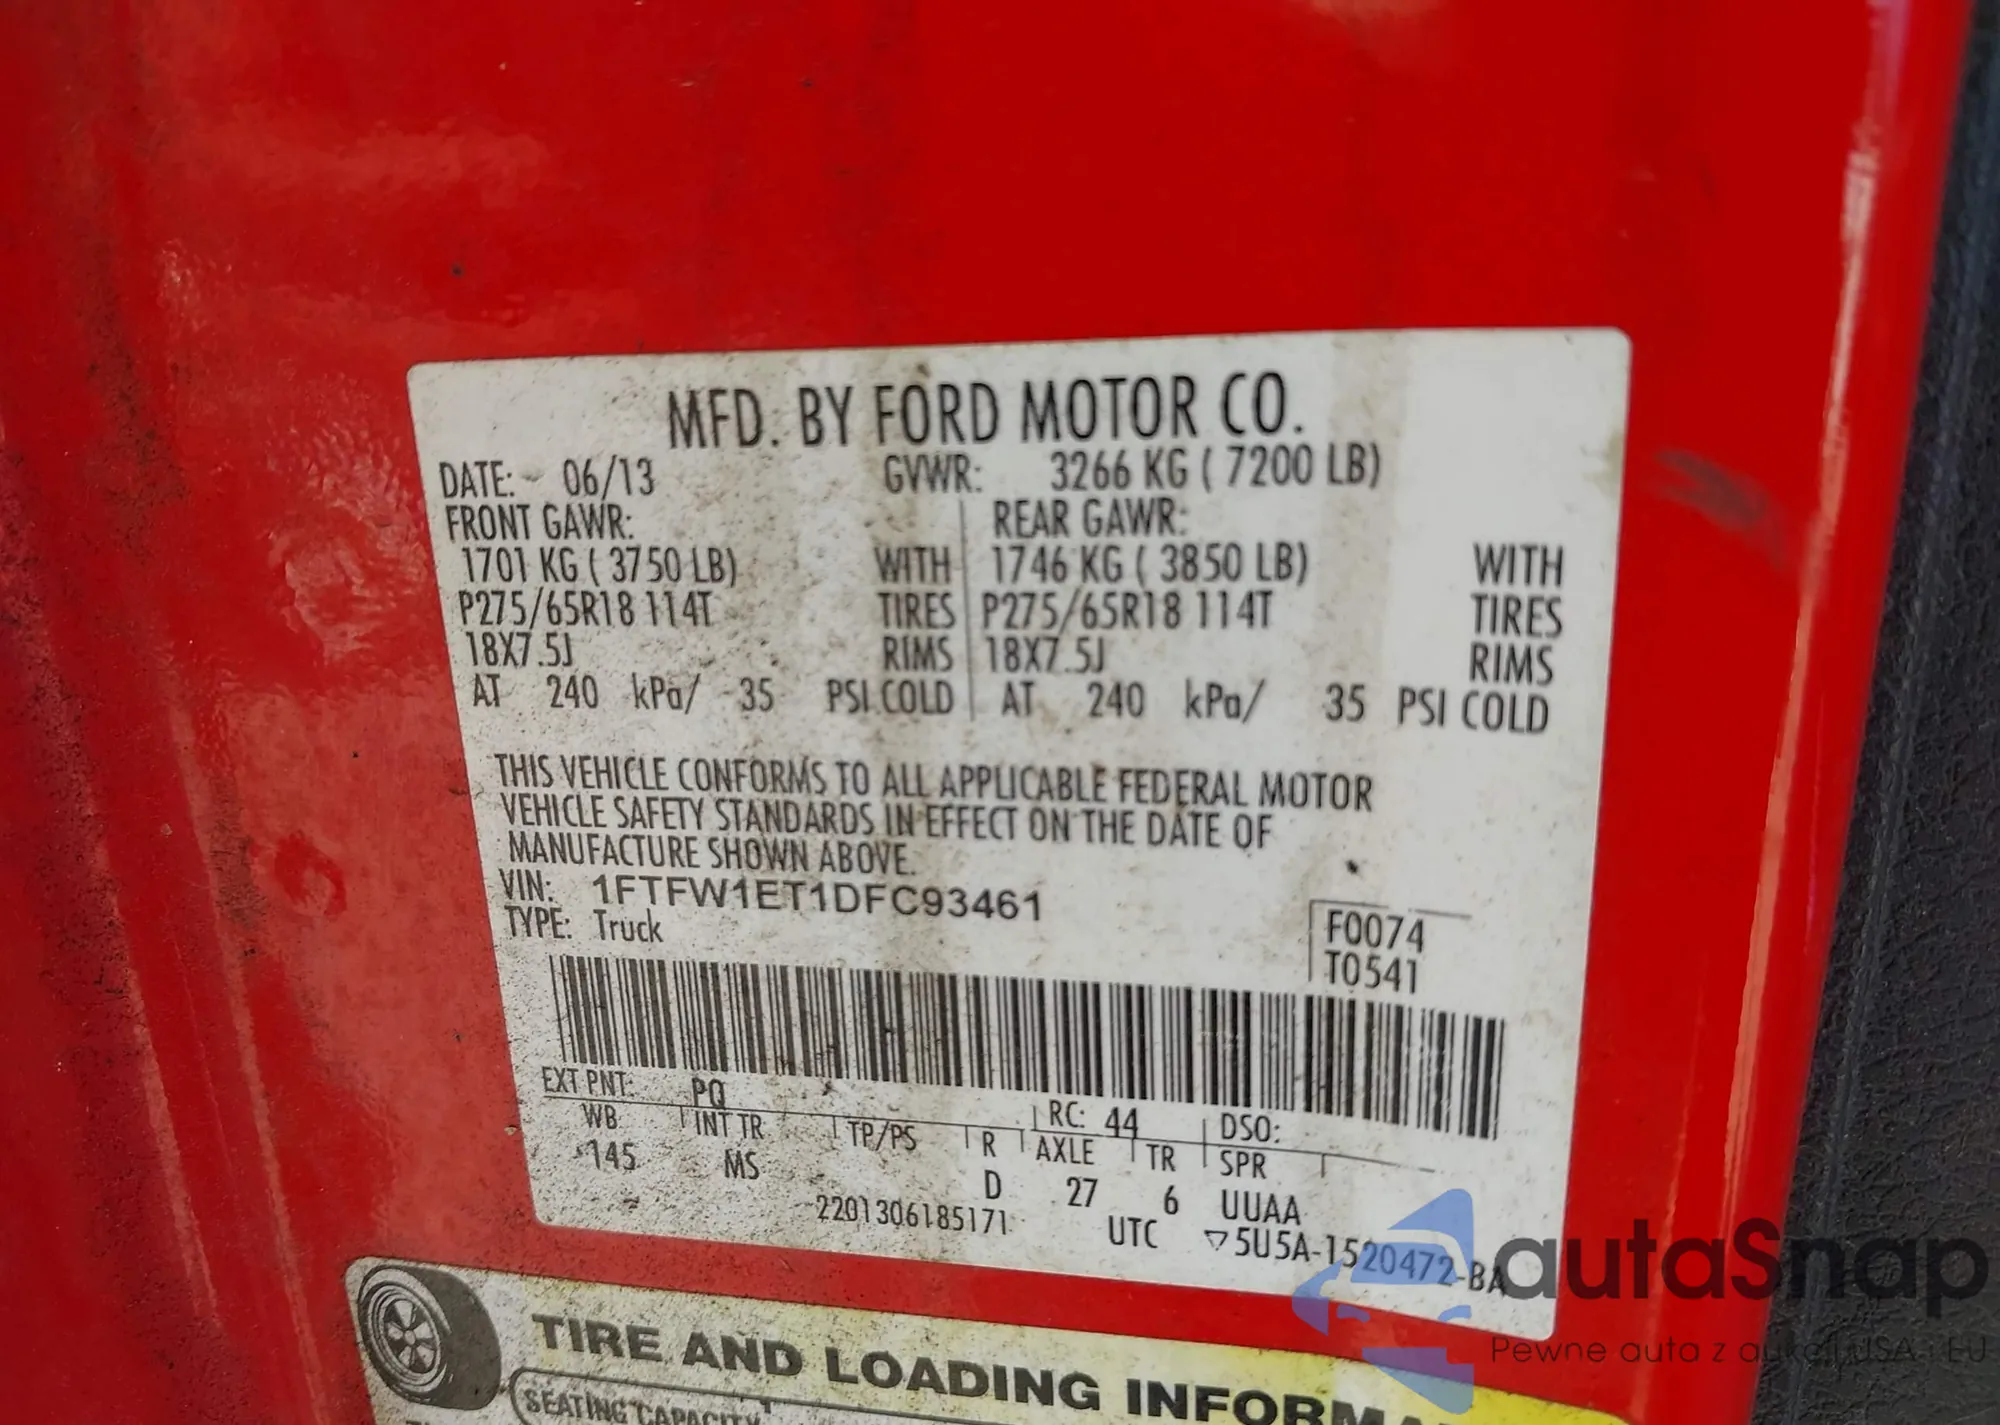 MFD. BY FORD MOTOR CO.
DATE: 06/13 GVWR: 3266 KG ( 7200 LB)
FRONT GAWR: REAR GAWR:
1701 KG ( 3750 LB) WITH 1746 KG ( 3850 LB) WITH
P275/65R18 114T TIRES P275/65R18 114T TIRES
18X7.5J RIMS 18X7.5J RIMS
AT 240 kPa/ 35 PSI COLD AT 240 kPa/ 35 PSI COLD
THIS VEHICLE CONFORMS TO ALL APPLICABLE FEDERAL MOTOR
VEHICLE SAFETY STANDARDS IN EFFECT ON THE DATE OF
MANUFACTURE SHOWN ABOVE.
VIN: 1FTFW1ET1DFC93461
TYPE: Truck
F0074
T0541
EXT PNT: PQ RC: 44 DSO:
WB INT TR TP/PS R AXLE TR SPR
145 MS D 27 6 UUAA
2201306185171 UTC ▽5U5A-1520472-BA
TIRE AND LOADING
SEATING CAPACITY
autaSnap
Pewne auta z aukcji USA i EU